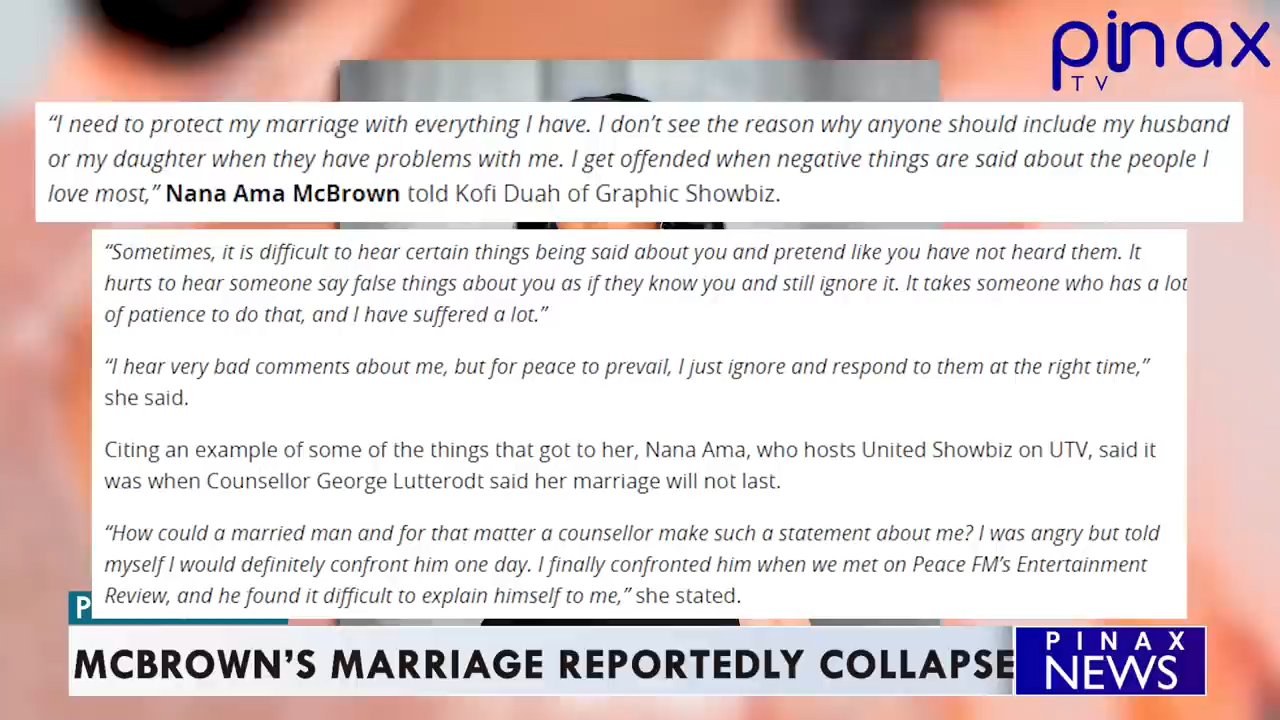 pinax
TV
“I need to protect my marriage with everything I have. I don’t see the reason why anyone should include my husband
or my daughter when they have problems with me. I get offended when negative things are said about the people I
love most,” Nana Ama McBrown told Kofi Duah of Graphic Showbiz.
“Sometimes, it is difficult to hear certain things being said about you and pretend like you have not heard them. It
hurts to hear someone say false things about you as if they know you and still ignore it. It takes someone who has a lot
of patience to do that, and I have suffered a lot.”
“I hear very bad comments about me, but for peace to prevail, I just ignore and respond to them at the right time,”
she said.
Citing an example of some of the things that got to her, Nana Ama, who hosts United Showbiz on UTV, said it
was when Counsellor George Lutterodt said her marriage will not last.
“How could a married man and for that matter a counsellor make such a statement about me? I was angry but told
myself I would definitely confront him one day. I finally confronted him when we met on Peace FM’s Entertainment
Review, and he found it difficult to explain himself to me,” she stated.
MCBROWN’S MARRIAGE REPORTEDLY COLLAPSE
PINAX
NEWS